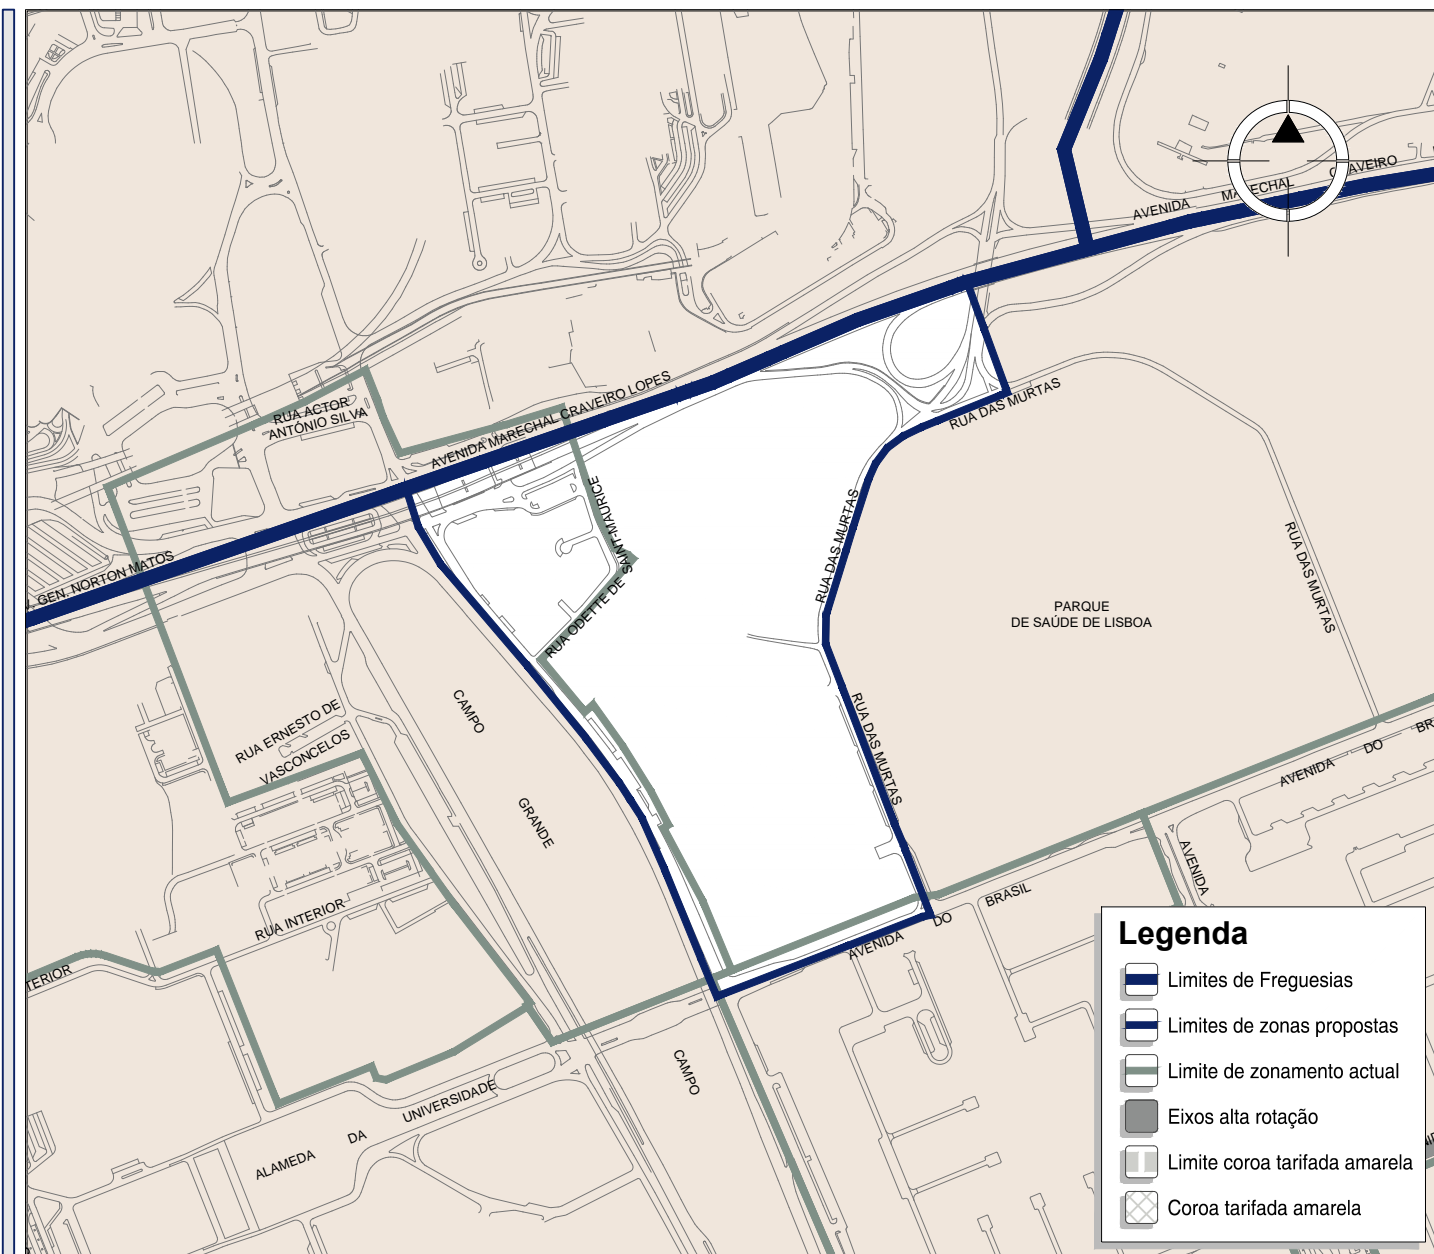 AVENIDA MARECHAL CRAVEIRO
RUA ACTOR
ANTÓNIO SILVA
AVENIDA MARECHAL CRAVEIRO LOPES
RUA DAS MURTAS
GEN. NORTON MATOS
RUA ODETTE DE SAINT-MAURICE
RUA DAS MURTAS
RUA DAS MURTAS
PARQUE
DE SAÚDE DE LISBOA
RUA ERNESTO DE
VASCONCELOS
CAMPO
GRANDE
RUA DAS MURTAS
AVENIDA DO BR
AVENIDA
RUA INTERIOR
TERIOR
AVENIDA DO BRASIL
CAMPO
ALAMEDA DA UNIVERSIDADE
Legenda
Limites de Freguesias
Limites de zonas propostas
Limite de zonamento actual
Eixos alta rotação
Limite coroa tarifada amarela
Coroa tarifada amarela